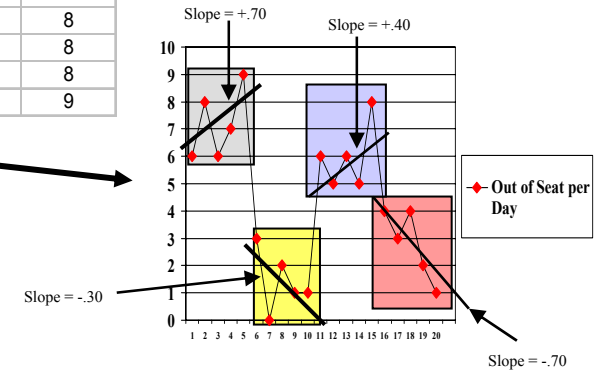 8
8
8
9
Slope = +.70
Slope = +.40
10
9
8
7
6
5
4
3
2
1
0
1 2 3 4 5 6 7 8 9 10 11 12 13 14 15 16 17 18 19 20
Out of Seat per
Day
Slope = -.30
Slope = -.70